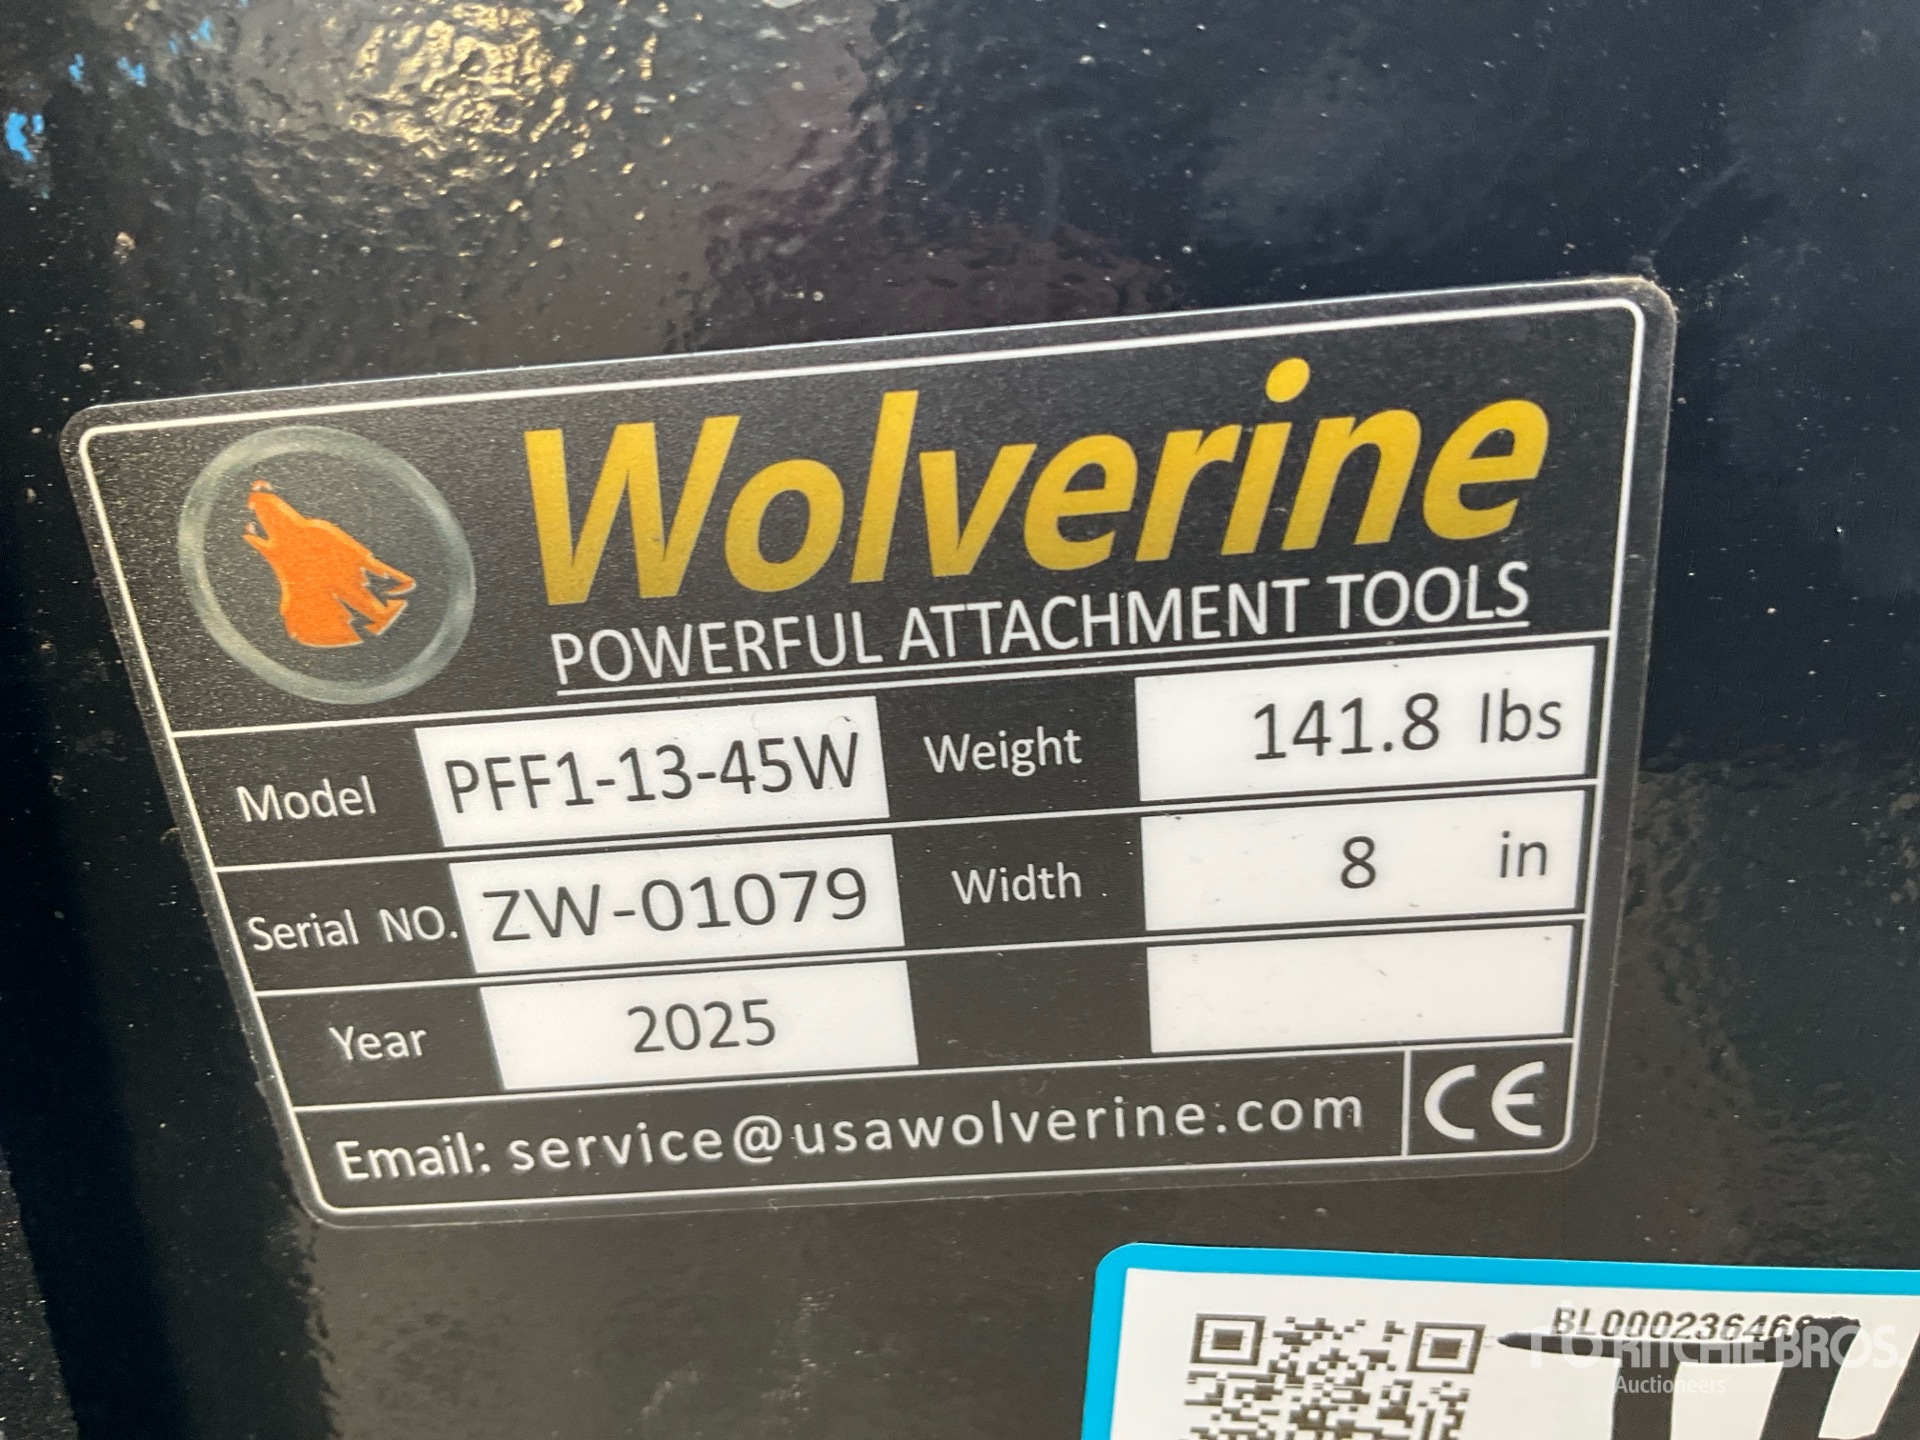 Wolverine
POWERFUL ATTACHMENT TOOLS
Model PFF1-13-45W Weight 141.8 lbs
Serial NO. ZW-01079 Width 8 in
Year 2025
Email: service@usawolverine.com CE
RITCHIE BROS.
Auctioneers